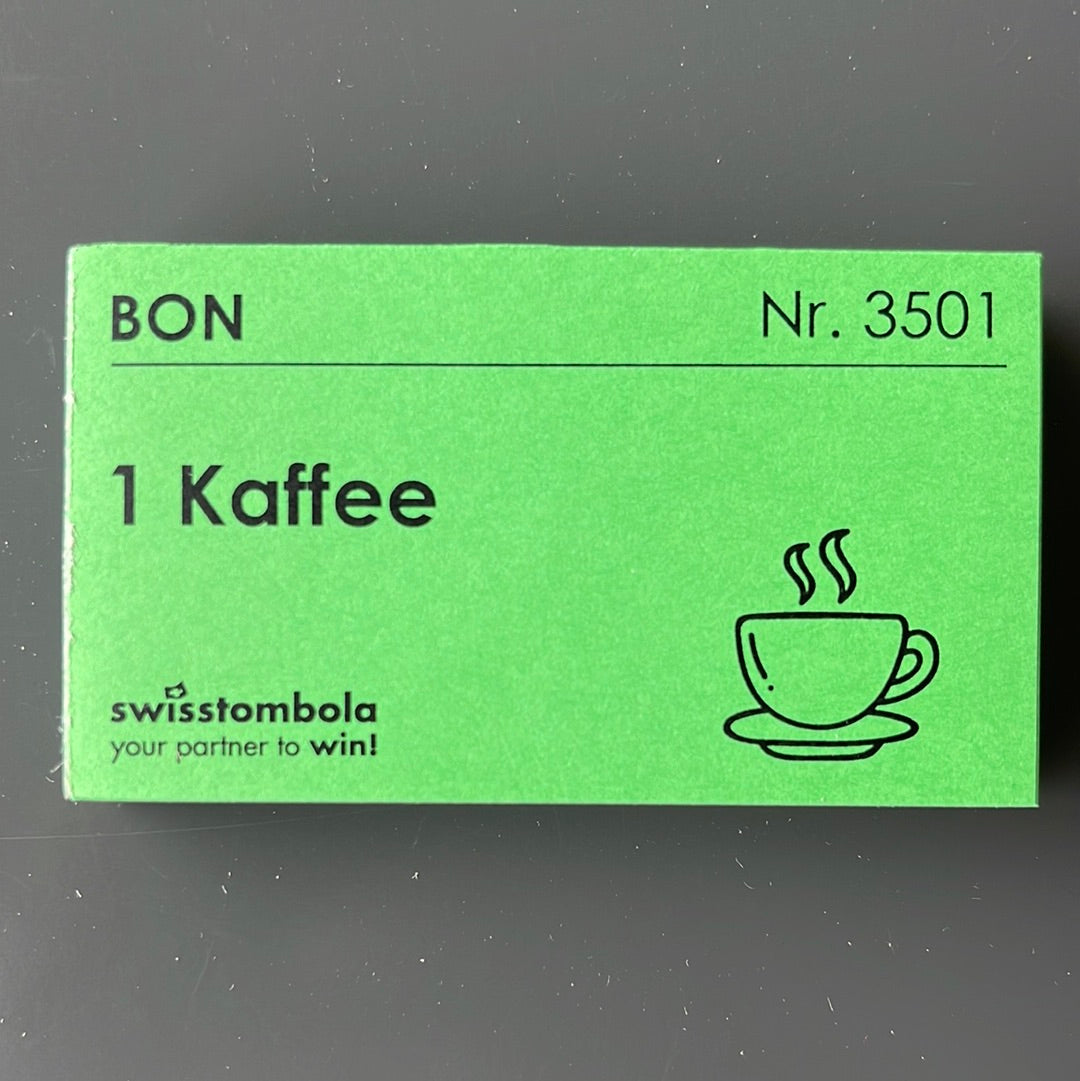 BON Nr. 3501
1 Kaffee
swisstombola
your partner to win!